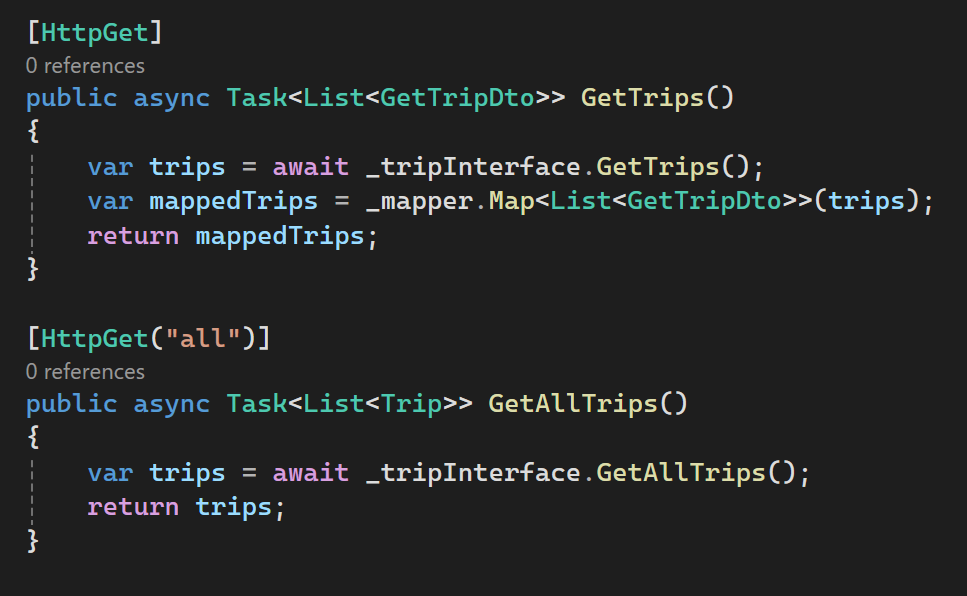 [HttpGet]
0 references
public async Task<List<GetTripDto>> GetTrips()
{
var trips = await _tripInterface.GetTrips();
var mappedTrips = _mapper.Map<List<GetTripDto>>(trips);
return mappedTrips;
}
[HttpGet("all")]
0 references
public async Task<List<Trip>> GetAllTrips()
{
var trips = await _tripInterface.GetAllTrips();
return trips;
}